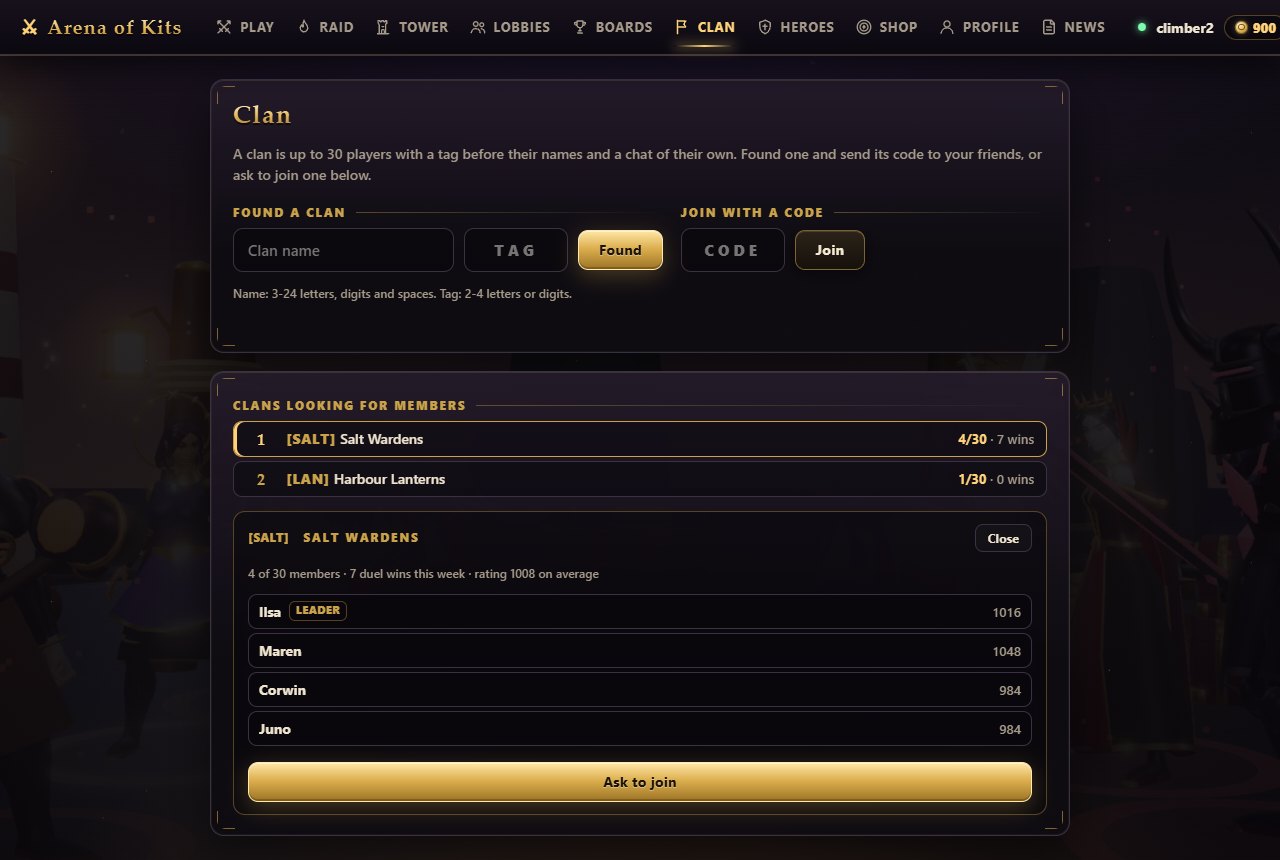 Arena of Kits PLAY RAID TOWER LOBBIES BOARDS CLAN HEROES SHOP PROFILE NEWS climber2 900
Clan
A clan is up to 30 players with a tag before their names and a chat of their own. Found one and send its code to your friends, or
ask to join one below.
FOUND A CLAN JOIN WITH A CODE
Clan name TAG Found CODE Join
Name: 3-24 letters, digits and spaces. Tag: 2-4 letters or digits.
CLANS LOOKING FOR MEMBERS
1 [SALT] Salt Wardens 4/30 · 7 wins
2 [LAN] Harbour Lanterns 1/30 · 0 wins
[SALT] SALT WARDENS Close
4 of 30 members · 7 duel wins this week · rating 1008 on average
Ilsa LEADER 1016
Maren 1048
Corwin 984
Juno 984
Ask to join